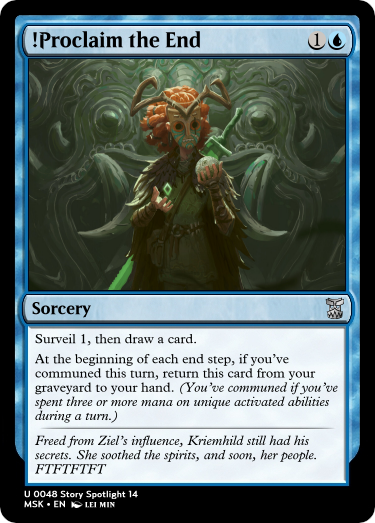 !Proclaim the End
1
Sorcery
Surveil 1, then draw a card.
At the beginning of each end step, if you've
communed this turn, return this card from your
graveyard to your hand. (You've communed if you've
spent three or more mana on unique activated abilities
during a turn.)
Freed from Ziel's influence, Kriemhild still had his
secrets. She soothed the spirits, and soon, her people.
FTFTFTFT
U 0048 Story Spotlight 14
MSK • EN LEI MIN